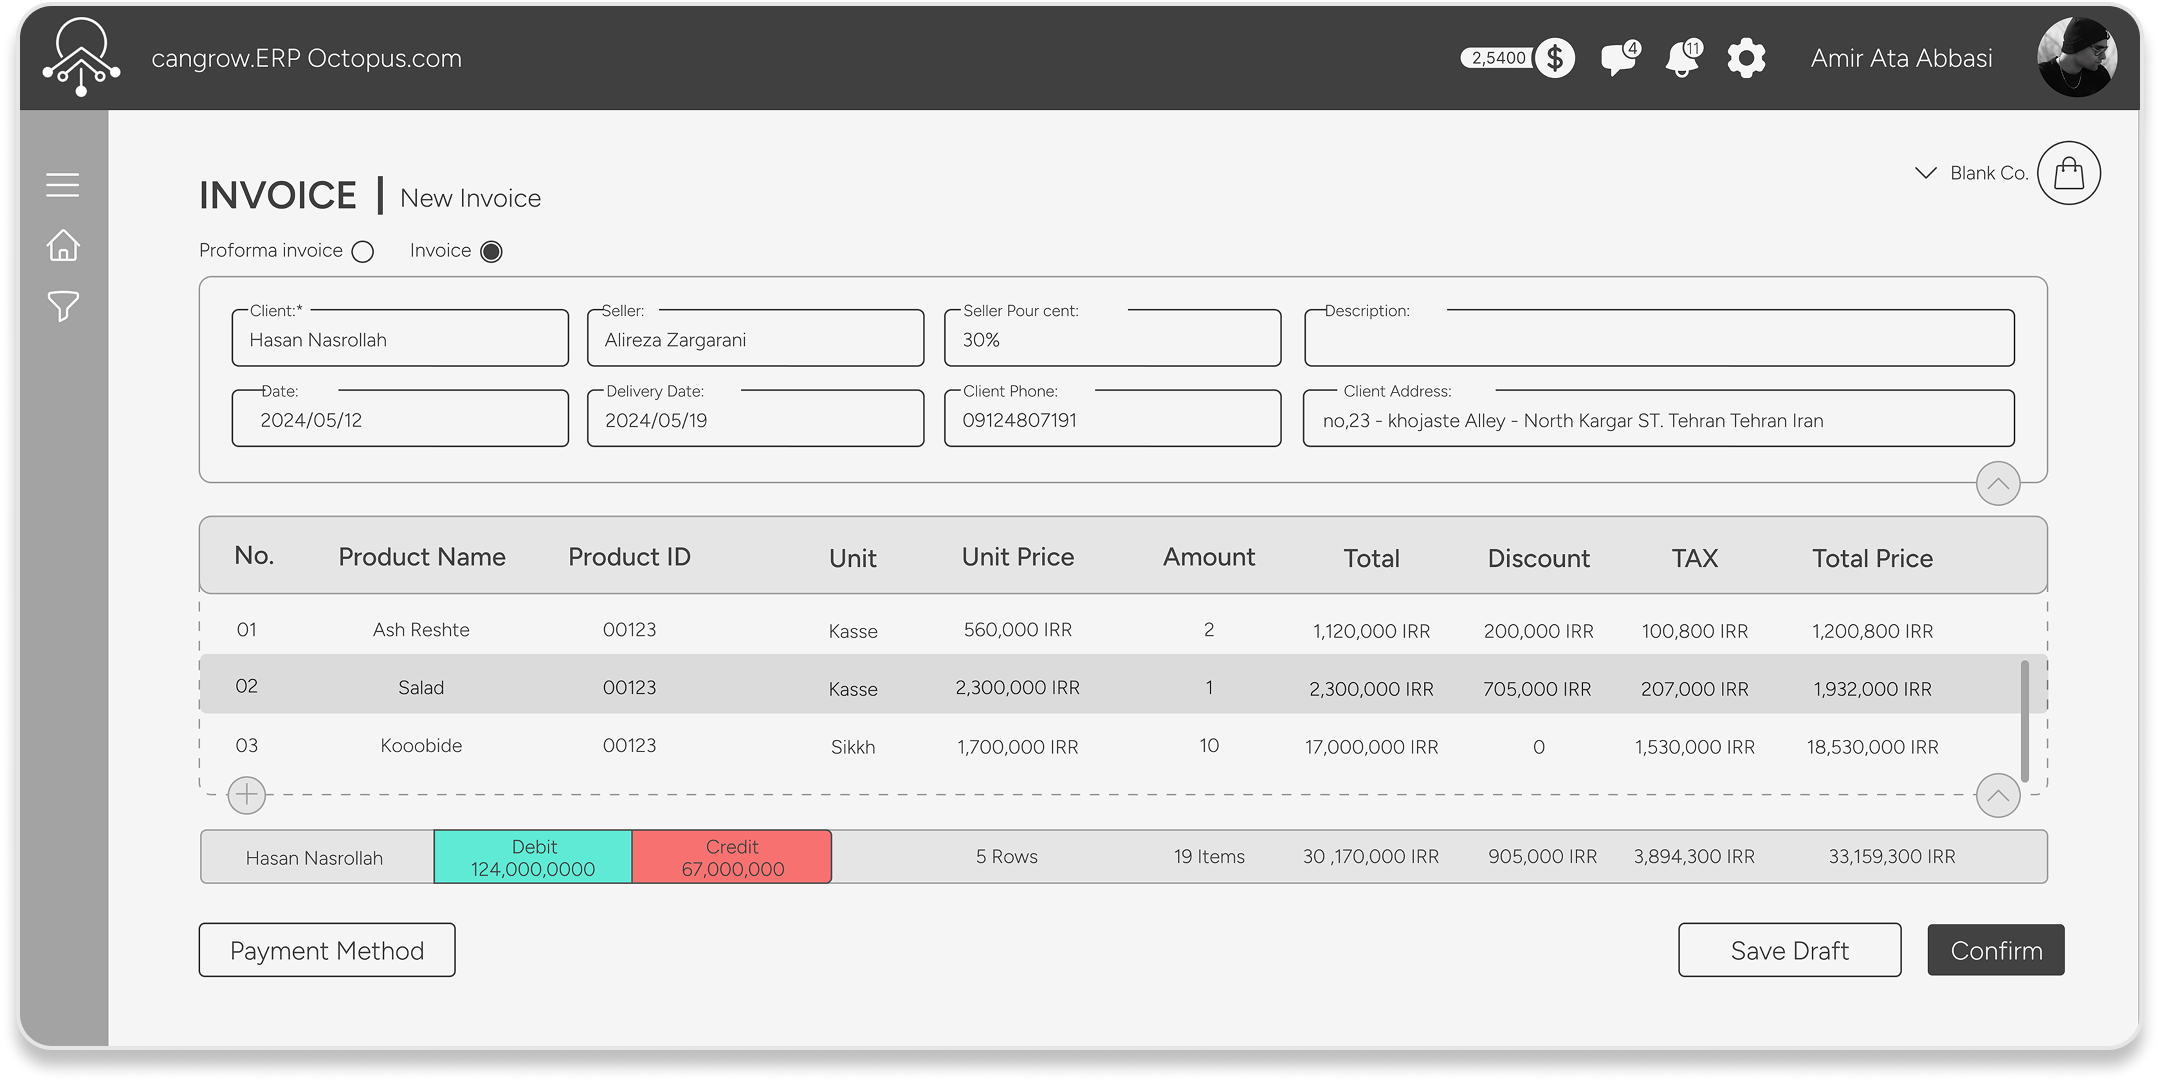 cangrow.ERP Octopus.com
2,5400 $ 4 11 Amir Ata Abbasi
Blank Co.
INVOICE | New Invoice
Proforma invoice Invoice
Client:* Seller: Seller Pour cent: Description:
Hasan Nasrollah Alireza Zargarani 30%
Date: Delivery Date: Client Phone: Client Address:
2024/05/12 2024/05/19 09124807191 no,23 - khojaste Alley - North Kargar ST. Tehran Tehran Iran
No. Product Name Product ID Unit Unit Price Amount Total Discount TAX Total Price
01 Ash Reshte 00123 Kasse 560,000 IRR 2 1,120,000 IRR 200,000 IRR 100,800 IRR 1,200,800 IRR
02 Salad 00123 Kasse 2,300,000 IRR 1 2,300,000 IRR 705,000 IRR 207,000 IRR 1,932,000 IRR
03 Kooobide 00123 Sikkh 1,700,000 IRR 10 17,000,000 IRR 0 1,530,000 IRR 18,530,000 IRR
Hasan Nasrollah Debit Credit 5 Rows 19 Items 30 ,170,000 IRR 905,000 IRR 3,894,300 IRR 33,159,300 IRR
124,000,0000 67,000,000
Payment Method Save Draft Confirm